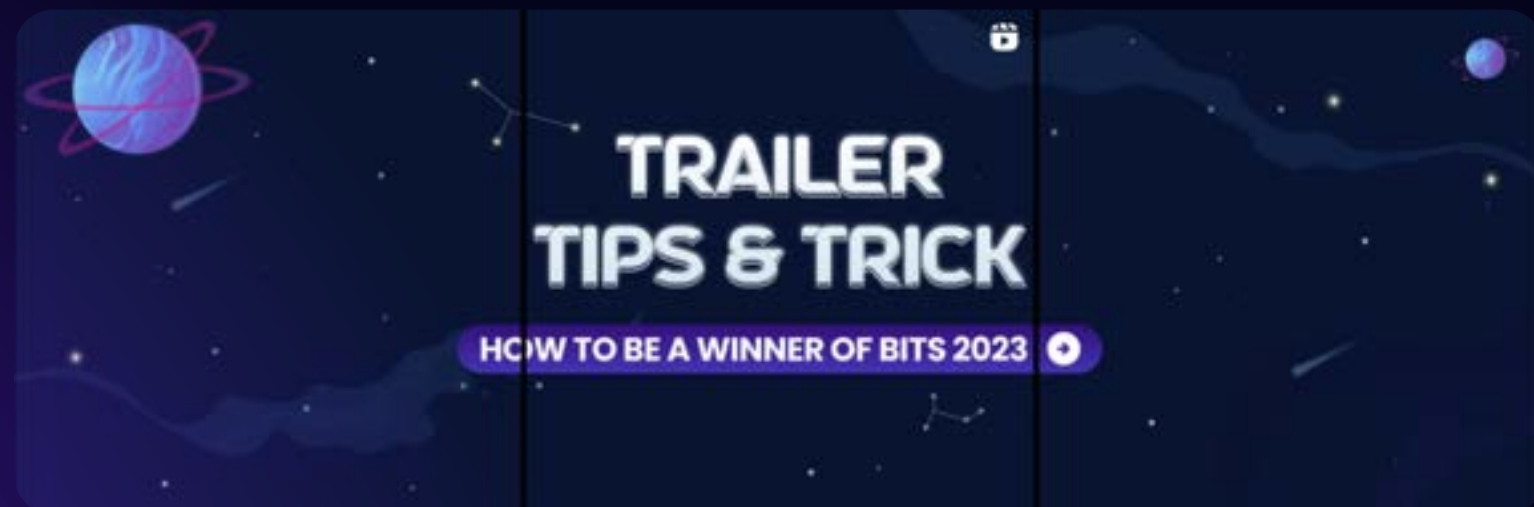 TRAILER
TIPS & TRICK
HOW TO BE A WINNER OF BITS 2023